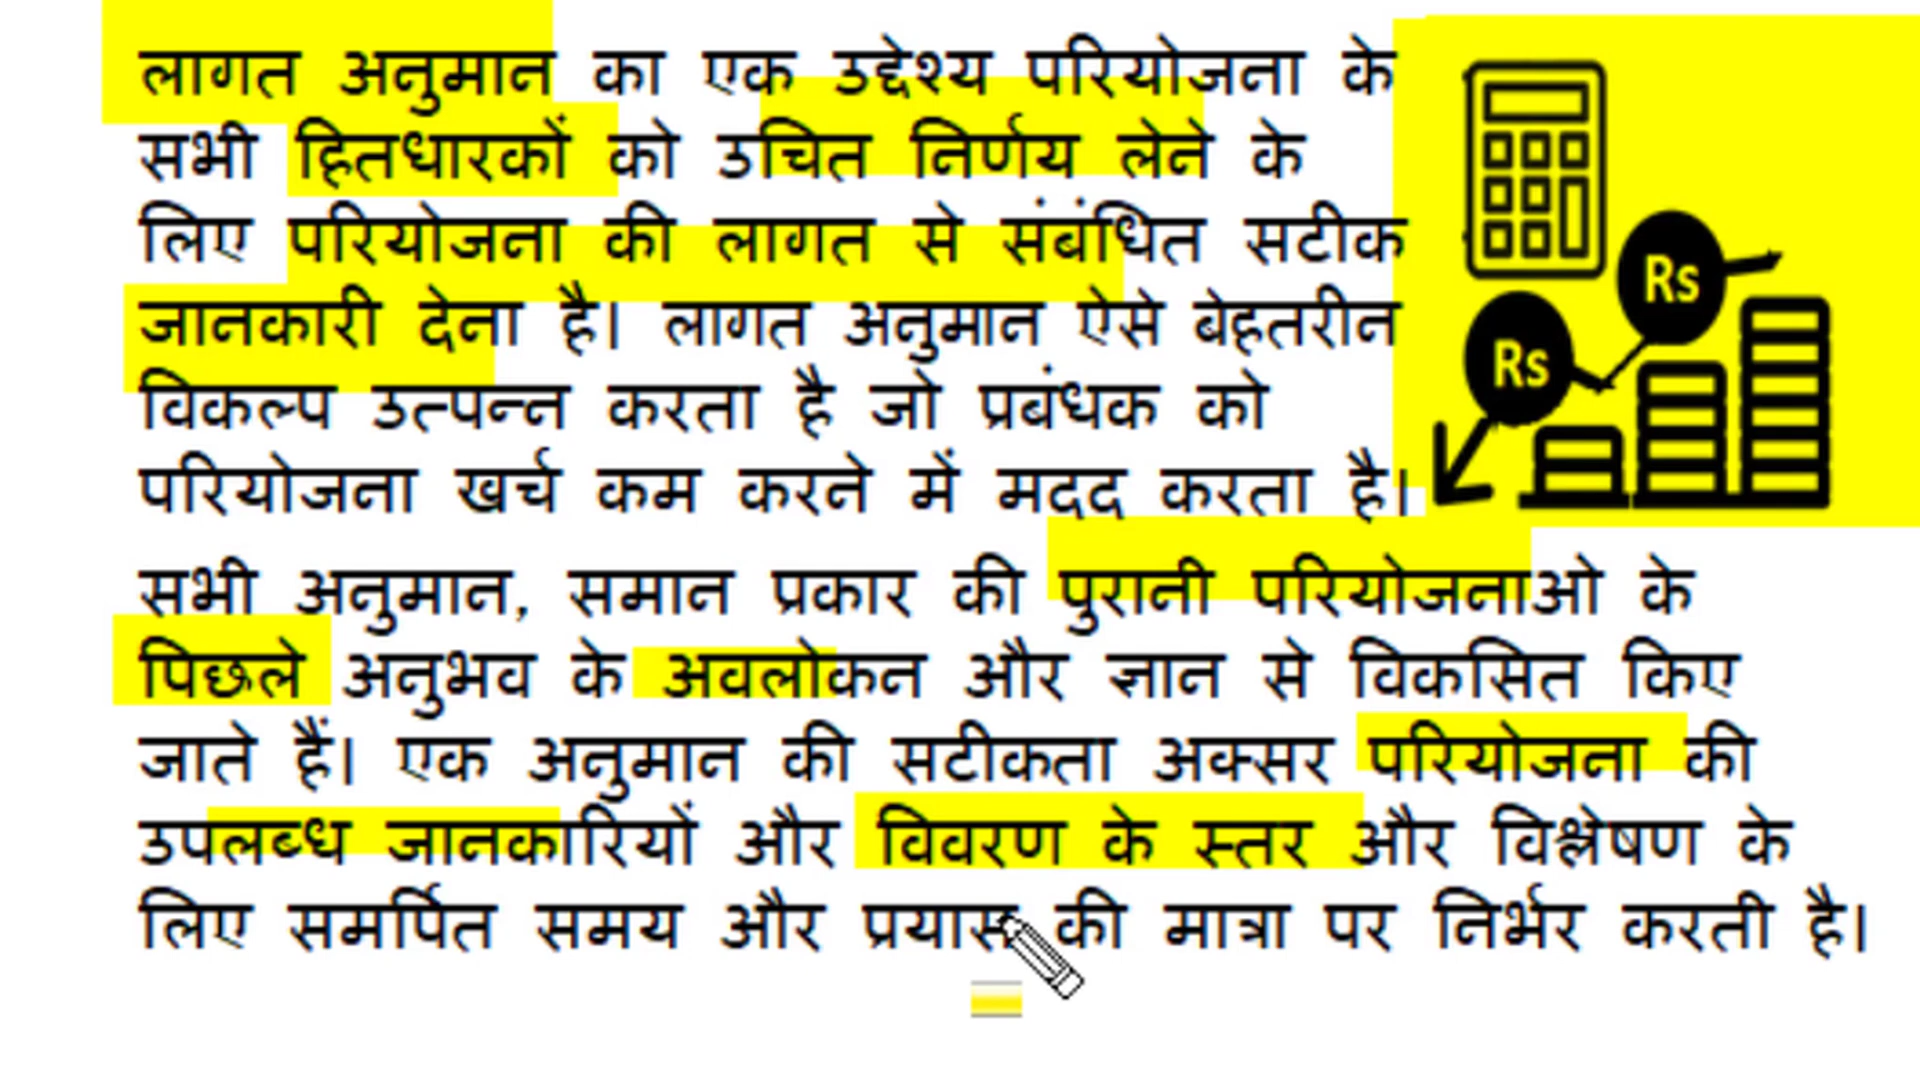 लागत अनुमान का एक उद्देश्य परियोजना के
सभी हितधारकों को उचित निर्णय लेने के
लिए परियोजना की लागत से संबंधित सटीक
जानकारी देना है। लागत अनुमान ऐसे बेहतरीन
विकल्प उत्पन्न करता है जो प्रबंधक को
परियोजना खर्च कम करने में मदद करता है।
Rs
Rs
सभी अनुमान, समान प्रकार की पुरानी परियोजनाओ के
पिछले अनुभव के अवलोकन और ज्ञान से विकसित किए
जाते हैं। एक अनुमान की सटीकता अक्सर परियोजना की
उपलब्ध जानकारियों और विवरण के स्तर और विश्लेषण के
लिए समर्पित समय और प्रयास की मात्रा पर निर्भर करती है।